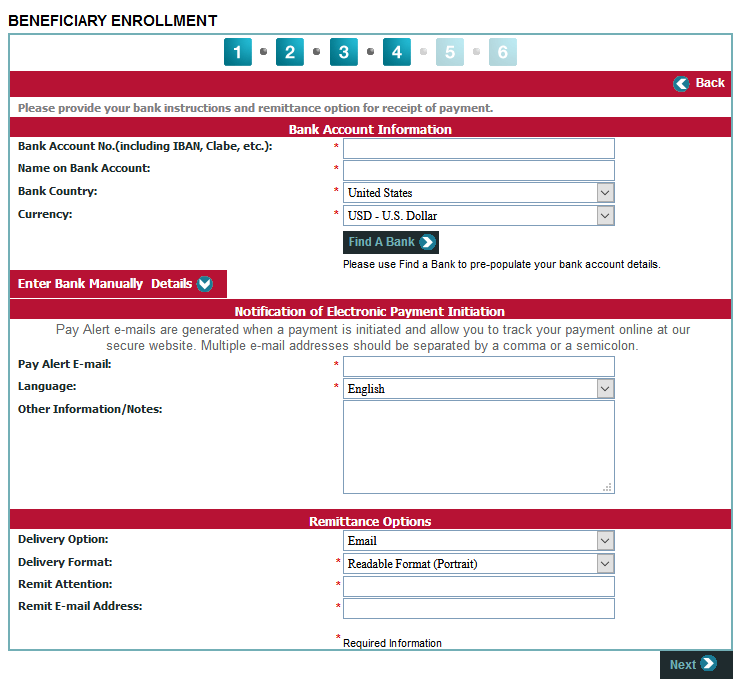 BENEFICIARY ENROLLMENT
1 2 3 4 5 6
Back
Please provide your bank instructions and remittance option for receipt of payment.
Bank Account Information
Bank Account No.(including IBAN, Clabe, etc.): *
Name on Bank Account: *
Bank Country: * United States
Currency: * USD - U.S. Dollar
Find A Bank
Please use Find a Bank to pre-populate your bank account details.
Enter Bank Manually Details
Notification of Electronic Payment Initiation
Pay Alert e-mails are generated when a payment is initiated and allow you to track your payment online at our
secure website. Multiple e-mail addresses should be separated by a comma or a semicolon.
Pay Alert E-mail: *
Language: * English
Other Information/Notes:
Remittance Options
Delivery Option: Email
Delivery Format: * Readable Format (Portrait)
Remit Attention: *
Remit E-mail Address: *
* Required Information
Next